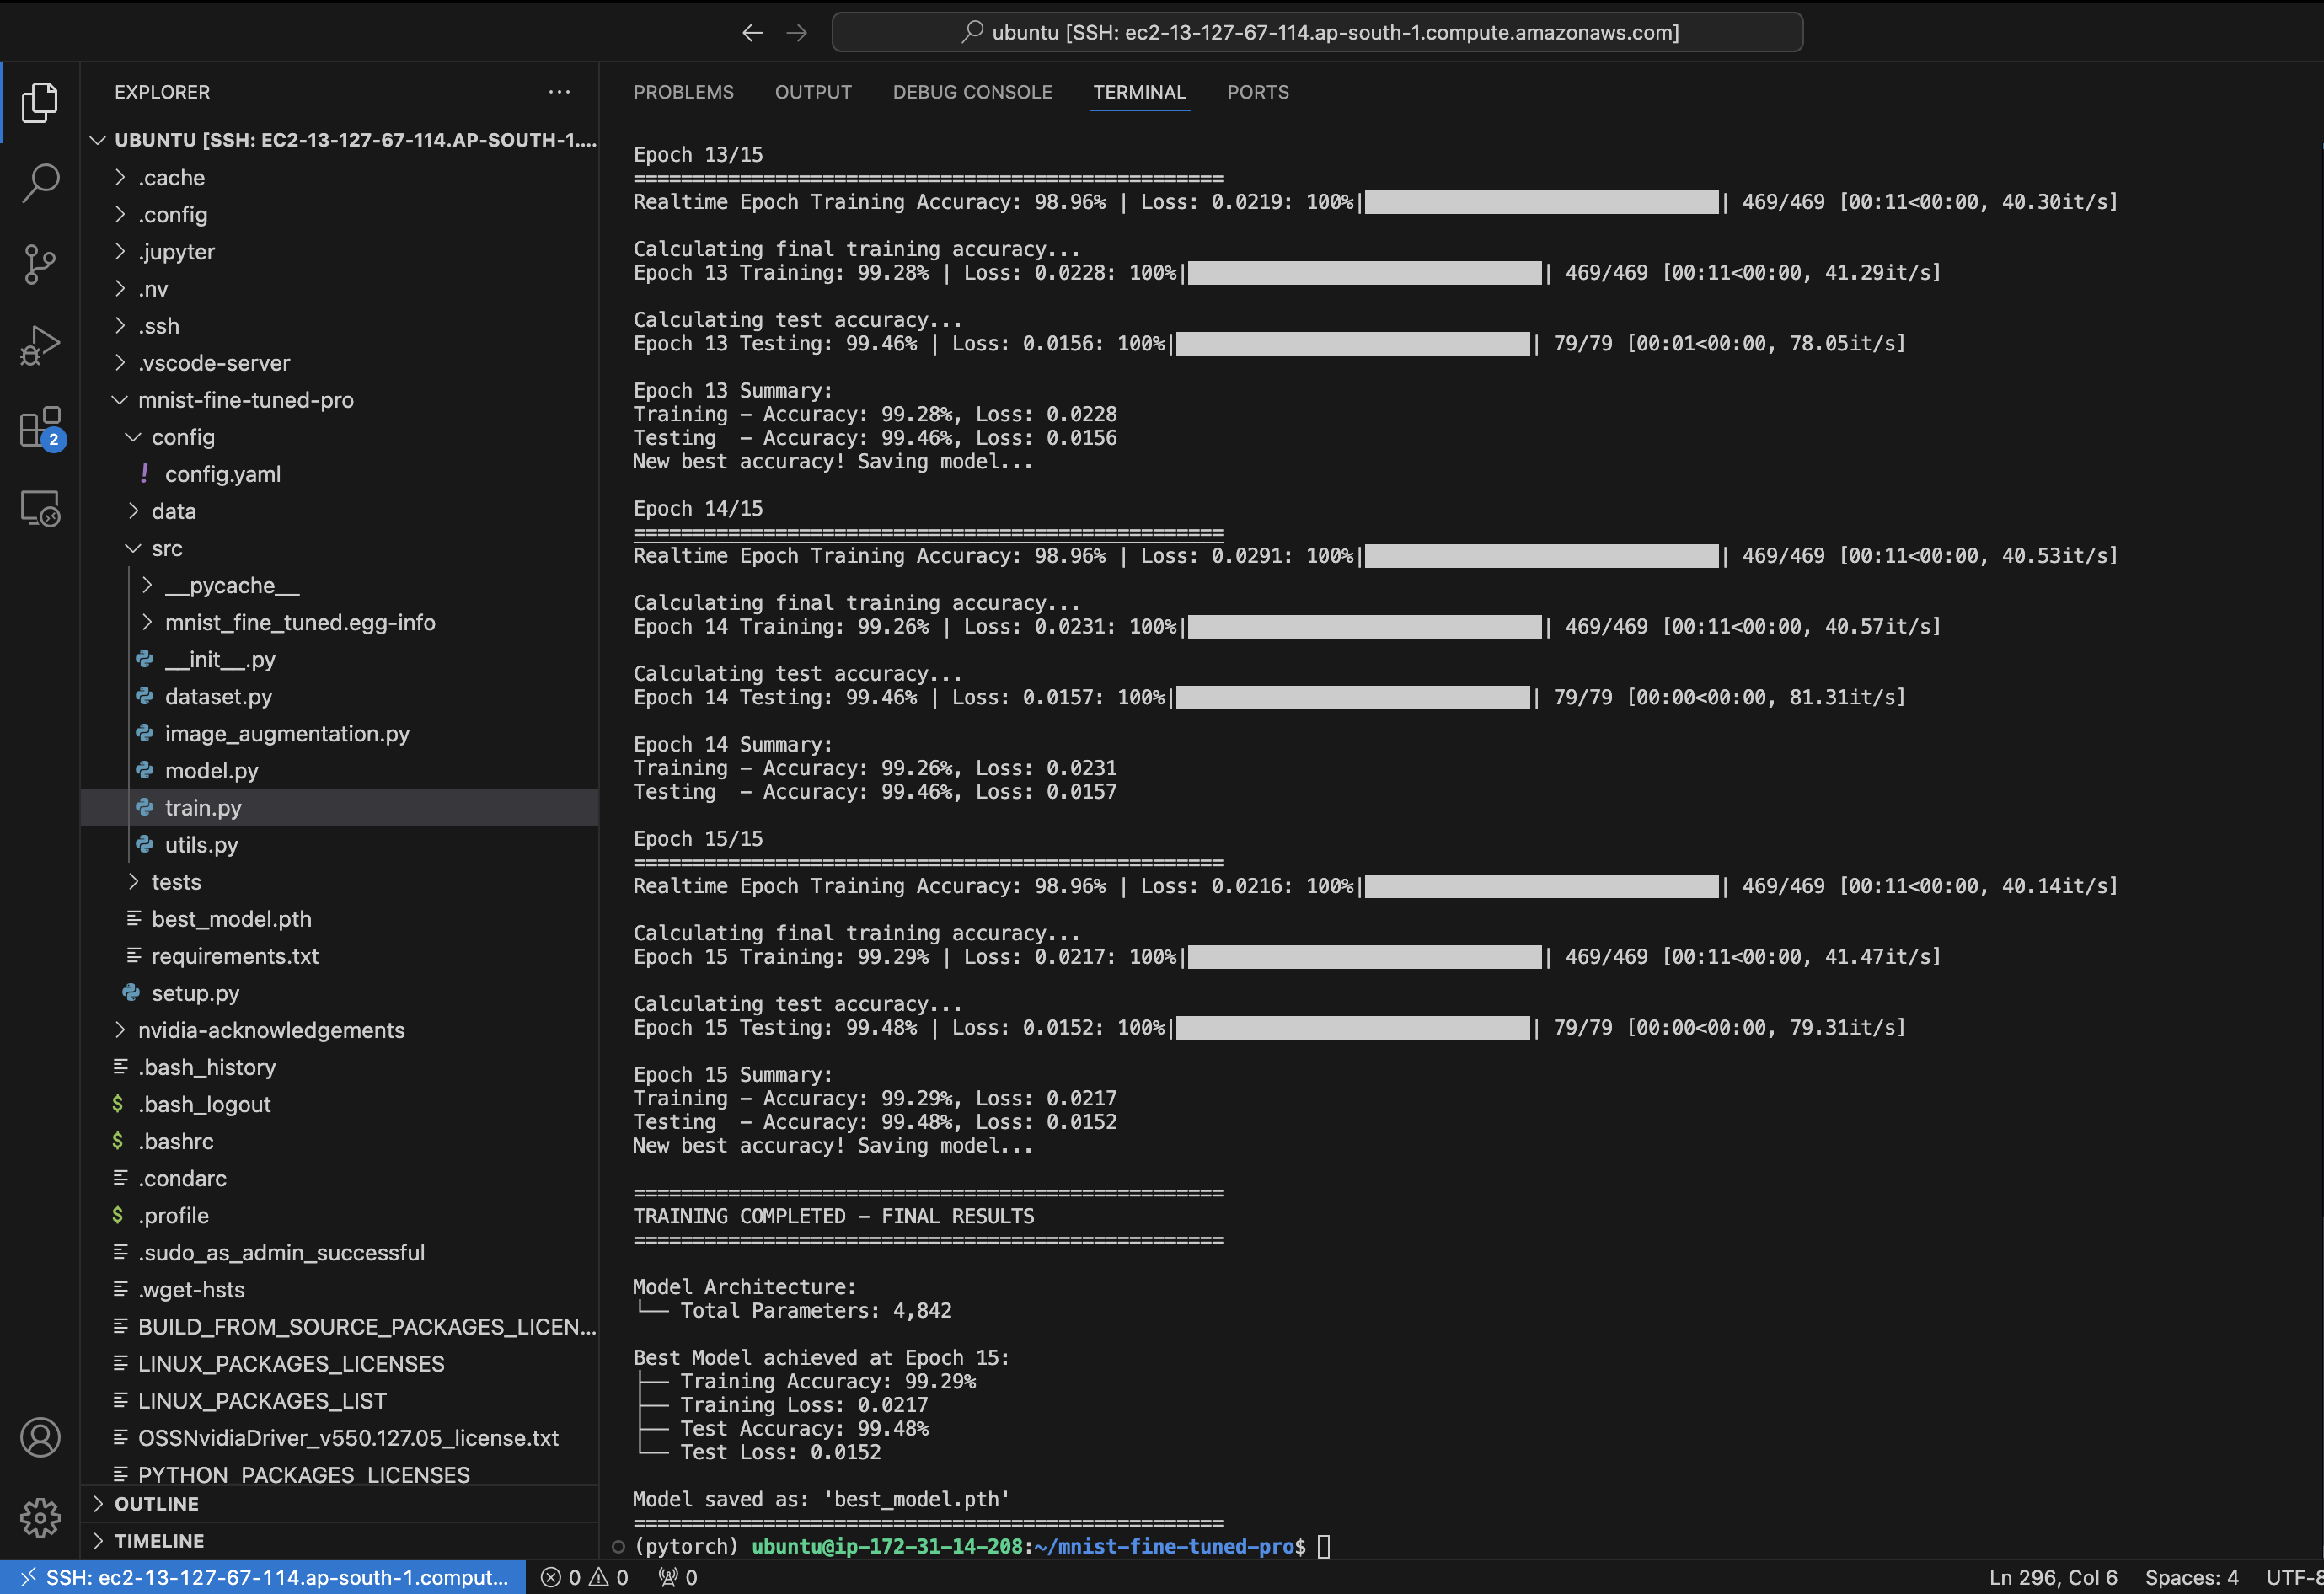 ubuntu [SSH: ec2-13-127-67-114.ap-south-1.compute.amazonaws.com]
EXPLORER
UBUNTU [SSH: EC2-13-127-67-114.AP-SOUTH-1....
.cache
.config
.jupyter
.nv
.ssh
.vscode-server
mnist-fine-tuned-pro
config
! config.yaml
data
src
__pycache__
mnist_fine_tuned.egg-info
__init__.py
dataset.py
image_augmentation.py
model.py
train.py
utils.py
tests
best_model.pth
requirements.txt
setup.py
nvidia-acknowledgements
.bash_history
$ .bash_logout
$ .bashrc
.condarc
$ .profile
.sudo_as_admin_successful
.wget-hsts
BUILD_FROM_SOURCE_PACKAGES_LICEN...
LINUX_PACKAGES_LICENSES
LINUX_PACKAGES_LIST
OSSNvidiaDriver_v550.127.05_license.txt
PYTHON_PACKAGES_LICENSES
OUTLINE
TIMELINE
2
PROBLEMS OUTPUT DEBUG CONSOLE TERMINAL PORTS
Epoch 13/15
==================================================
Realtime Epoch Training Accuracy: 98.96% | Loss: 0.0219: 100%| | 469/469 [00:11<00:00, 40.30it/s]
Calculating final training accuracy...
Epoch 13 Training: 99.28% | Loss: 0.0228: 100%| | 469/469 [00:11<00:00, 41.29it/s]
Calculating test accuracy...
Epoch 13 Testing: 99.46% | Loss: 0.0156: 100%| | 79/79 [00:01<00:00, 78.05it/s]
Epoch 13 Summary:
Training - Accuracy: 99.28%, Loss: 0.0228
Testing  - Accuracy: 99.46%, Loss: 0.0156
New best accuracy! Saving model...
Epoch 14/15
==================================================
Realtime Epoch Training Accuracy: 98.96% | Loss: 0.0291: 100%| | 469/469 [00:11<00:00, 40.53it/s]
Calculating final training accuracy...
Epoch 14 Training: 99.26% | Loss: 0.0231: 100%| | 469/469 [00:11<00:00, 40.57it/s]
Calculating test accuracy...
Epoch 14 Testing: 99.46% | Loss: 0.0157: 100%| | 79/79 [00:00<00:00, 81.31it/s]
Epoch 14 Summary:
Training - Accuracy: 99.26%, Loss: 0.0231
Testing  - Accuracy: 99.46%, Loss: 0.0157
Epoch 15/15
==================================================
Realtime Epoch Training Accuracy: 98.96% | Loss: 0.0216: 100%| | 469/469 [00:11<00:00, 40.14it/s]
Calculating final training accuracy...
Epoch 15 Training: 99.29% | Loss: 0.0217: 100%| | 469/469 [00:11<00:00, 41.47it/s]
Calculating test accuracy...
Epoch 15 Testing: 99.48% | Loss: 0.0152: 100%| | 79/79 [00:00<00:00, 79.31it/s]
Epoch 15 Summary:
Training - Accuracy: 99.29%, Loss: 0.0217
Testing  - Accuracy: 99.48%, Loss: 0.0152
New best accuracy! Saving model...
==================================================
TRAINING COMPLETED - FINAL RESULTS
==================================================
Model Architecture:
└── Total Parameters: 4,842
Best Model achieved at Epoch 15:
├── Training Accuracy: 99.29%
├── Training Loss: 0.0217
├── Test Accuracy: 99.48%
└── Test Loss: 0.0152
Model saved as: 'best_model.pth'
==================================================
(pytorch) ubuntu@ip-172-31-14-208:~/mnist-fine-tuned-pro$
SSH: ec2-13-127-67-114.ap-south-1.comput... 0 0 0 Ln 296, Col 6 Spaces: 4 UTF-8